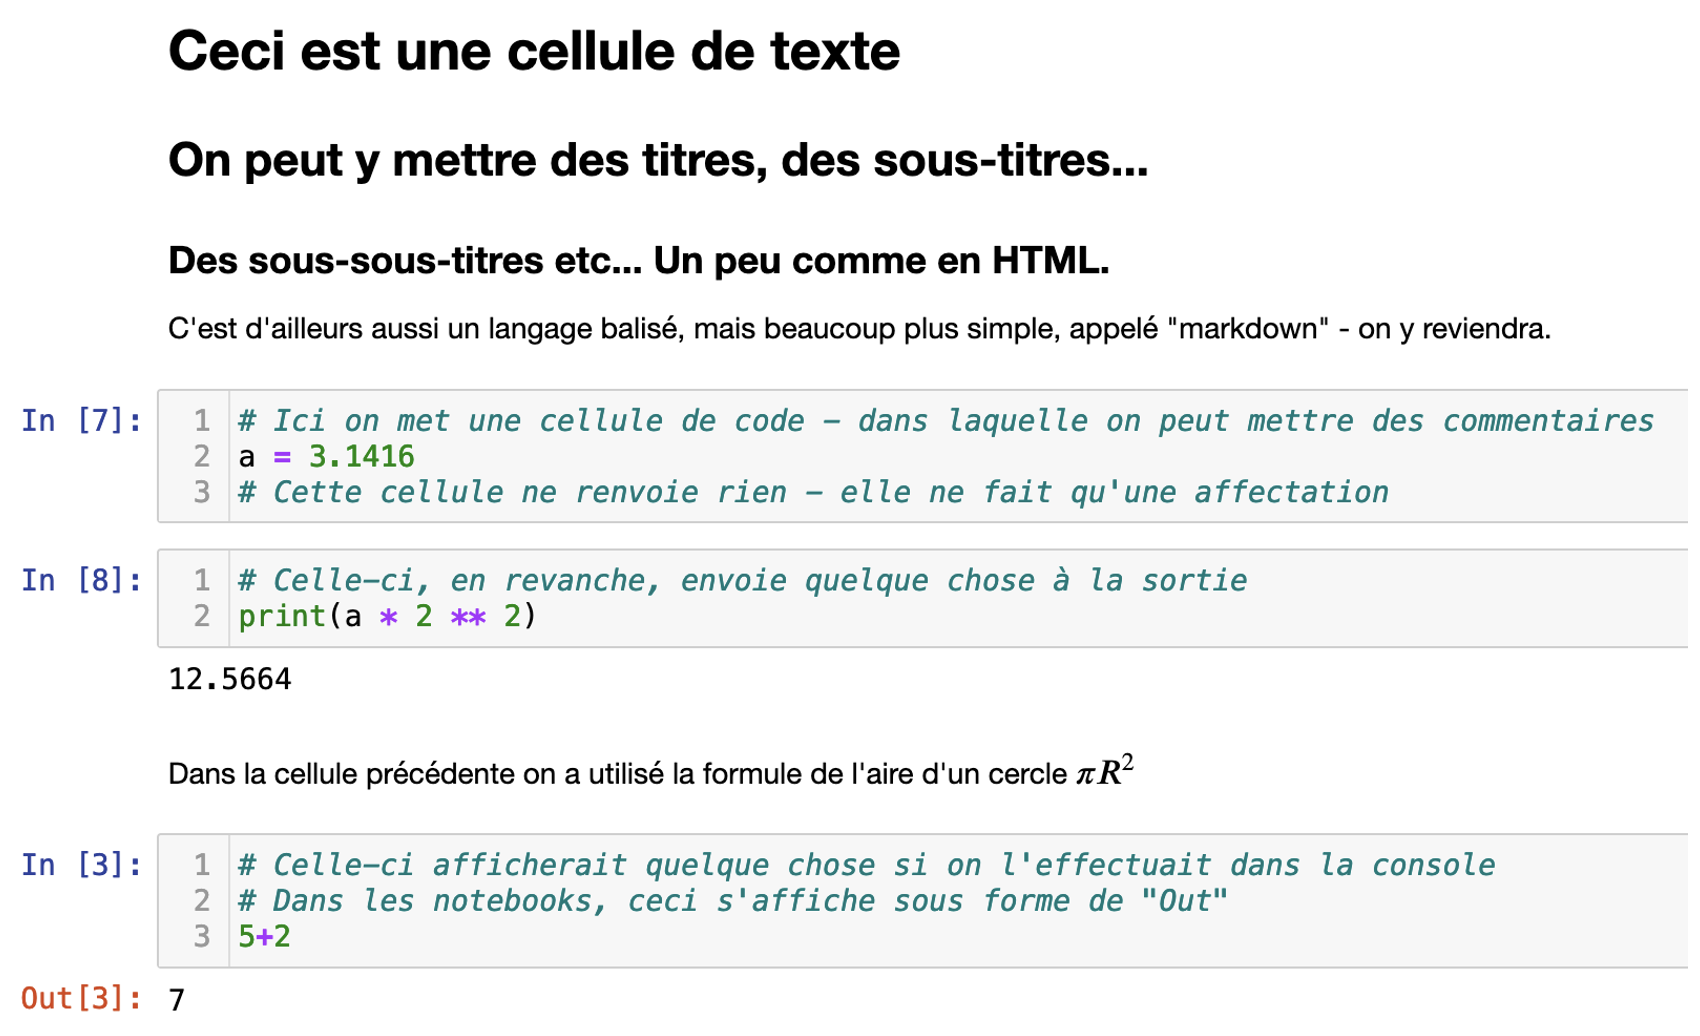 Ceci est une cellule de texte
On peut y mettre des titres, des sous-titres...
Des sous-sous-titres etc... Un peu comme en HTML.
C'est d'ailleurs aussi un langage balisé, mais beaucoup plus simple, appelé "markdown" - on y reviendra.
In [7]: 1 # Ici on met une cellule de code – dans laquelle on peut mettre des commentaires
2 a = 3.1416
3 # Cette cellule ne renvoie rien – elle ne fait qu'une affectation
In [8]: 1 # Celle-ci, en revanche, envoie quelque chose à la sortie
2 print(a * 2 ** 2)
12.5664
Dans la cellule précédente on a utilisé la formule de l'aire d'un cercle πR²
In [3]: 1 # Celle-ci afficherait quelque chose si on l'effectuait dans la console
2 # Dans les notebooks, ceci s'affiche sous forme de "Out"
3 5+2
Out[3]: 7